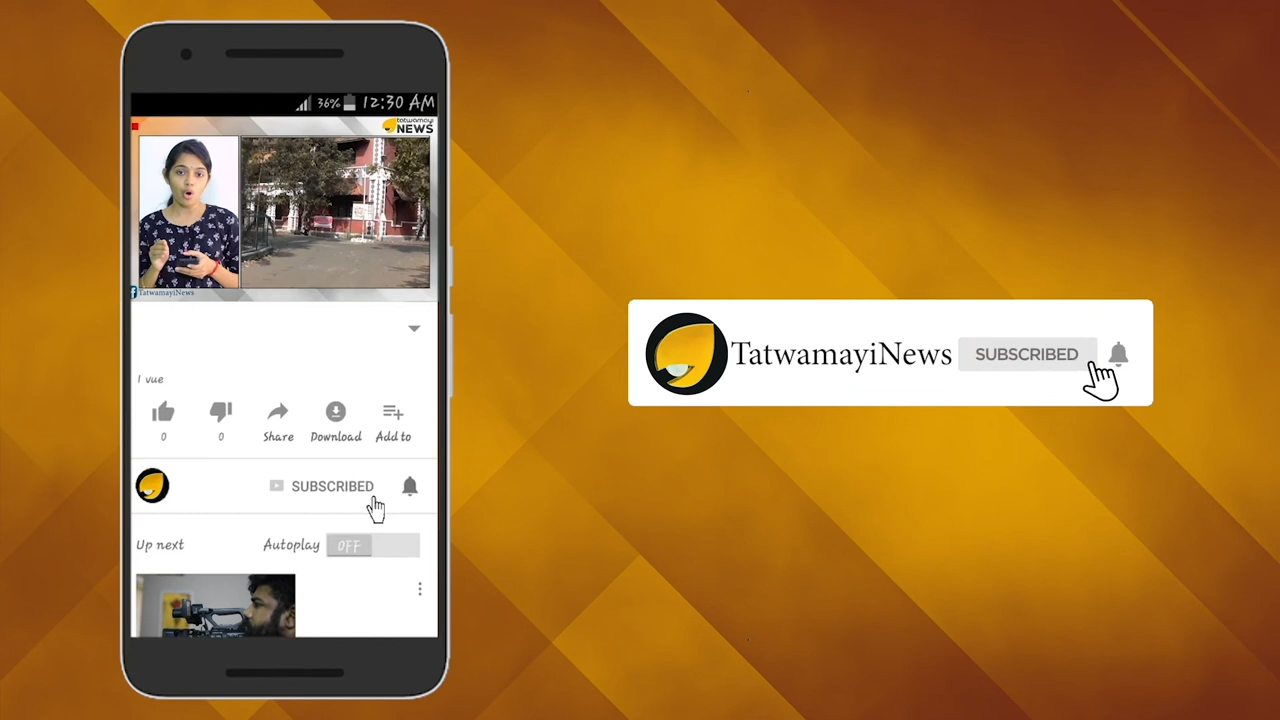 36% 12:30 AM
tatwamayi
NEWS
TatwamayiNews
1 vue
0 0 Share Download Add to
SUBSCRIBED
Up next Autoplay OFF
TatwamayiNews SUBSCRIBED